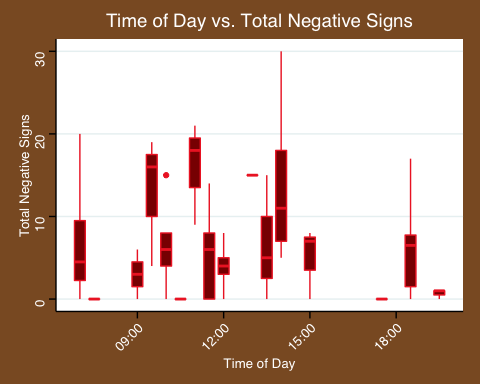 Time of Day vs. Total Negative Signs
Total Negative Signs
30
20
10
0
09:00
12:00
15:00
18:00
Time of Day